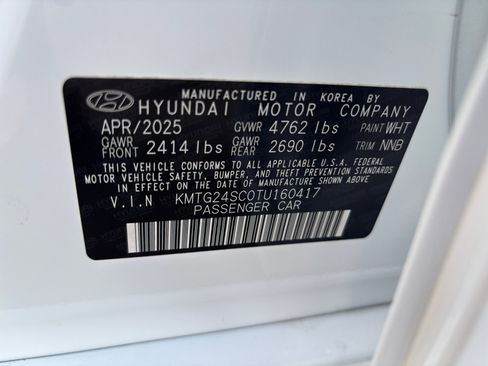 MANUFACTURED IN KOREA BY
HYUNDAI MOTOR COMPANY
APR/2025 GVWR 4762 lbs PAINT WHT
GAWR FRONT 2414 lbs GAWR REAR 2690 lbs TRIM NNB
THIS VEHICLE CONFORMS TO ALL APPLICABLE U.S.A. FEDERAL
MOTOR VEHICLE SAFETY, BUMPER, AND THEFT PREVENTION STANDARDS
IN EFFECT ON THE DATE OF MANUFACTURE SHOWN ABOVE.
V.I.N KMTG24SC0TU160417
PASSENGER CAR